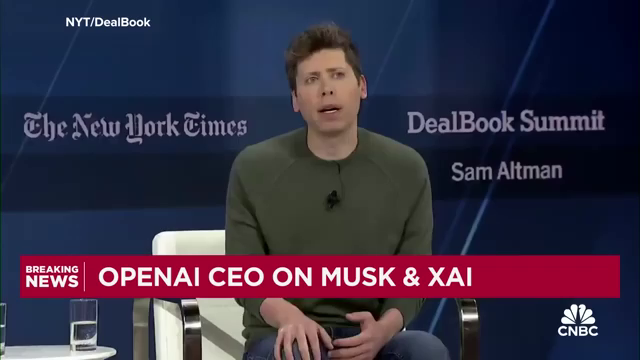 NYT/DealBook
The New York Times
DealBook Summit
Sam Altman
BREAKING
NEWS
OPENAI CEO ON MUSK & XAI
CNBC